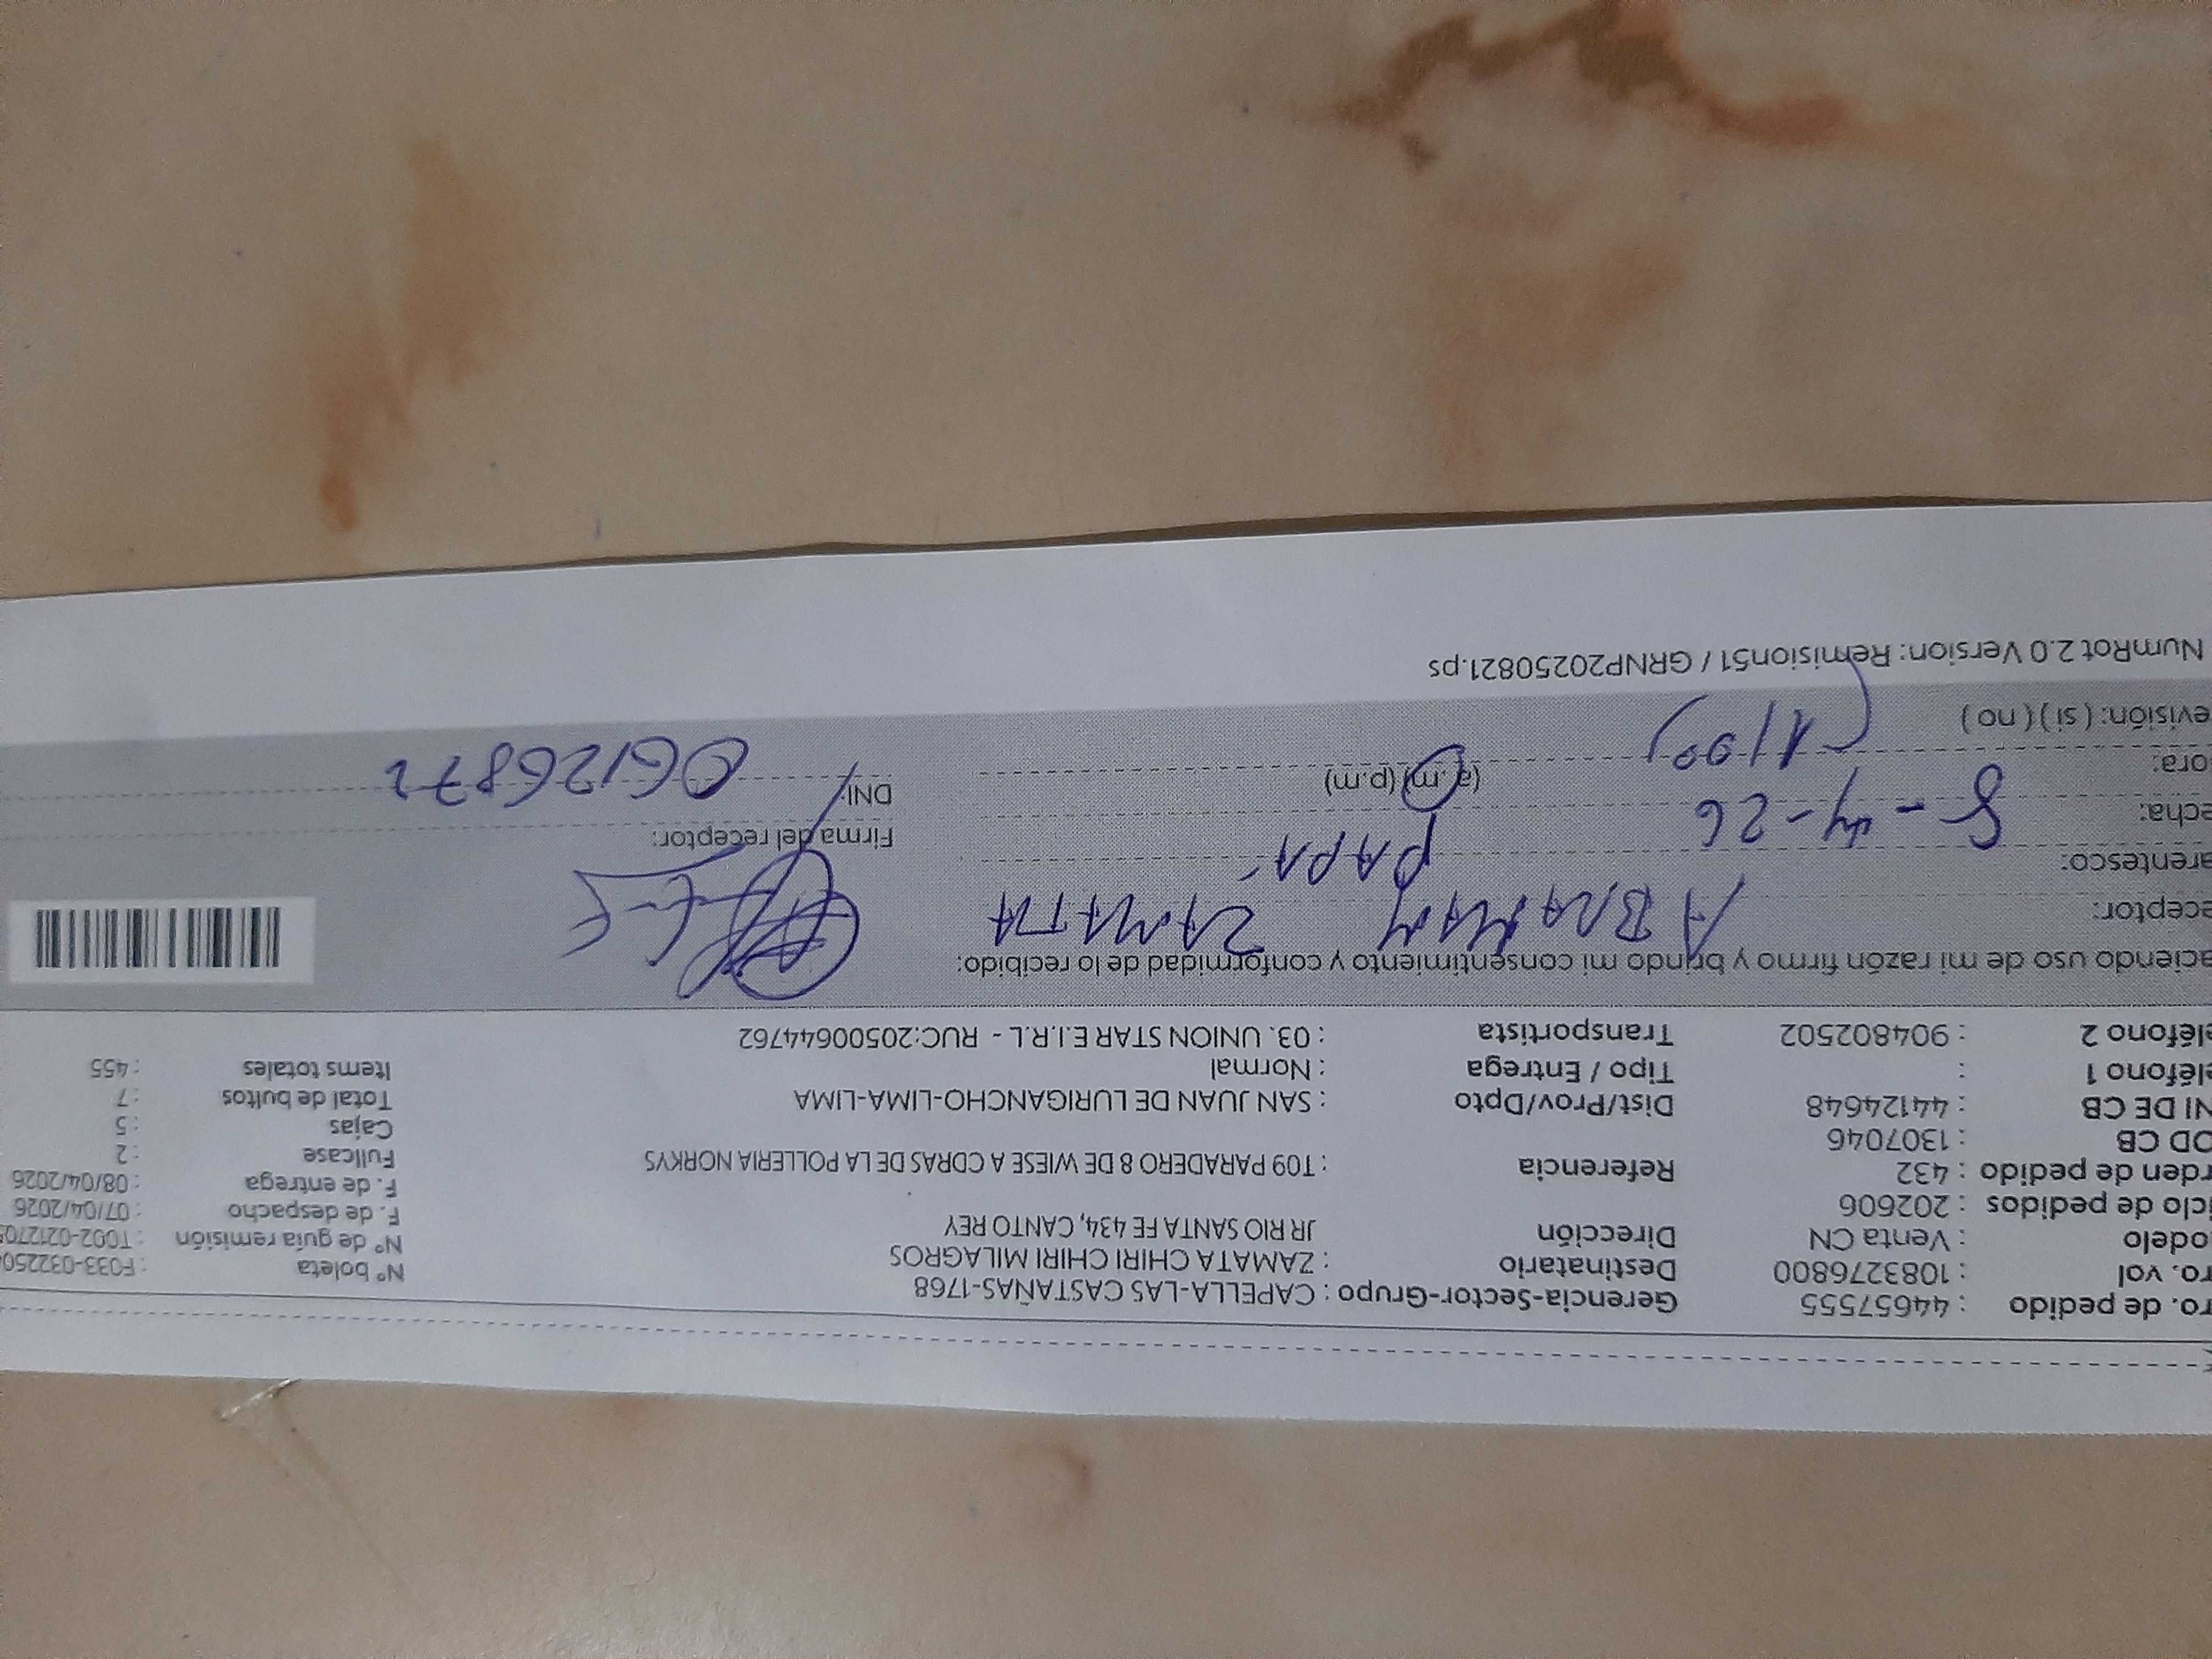 ro. de pedido : 44657555
ro. vol : 1083276800
odelo : Venta CN
iclo de pedidos : 202606
rden de pedido : 432
OD CB : 1307046
NI DE CB : 44124648
eléfono 1 :
eléfono 2 : 904802502
Gerencia-Sector-Grupo : CAPELLA-LAS CASTAÑAS-1768
Destinatario : ZAMATA CHIRI CHIRI MILAGROS
Dirección JR RIO SANTA FE 434, CANTO REY
Referencia : T09 PARADERO 8 DE WIESE A CDRAS DE LA POLLERIA NORKYS
Dist/Prov/Dpto : SAN JUAN DE LURIGANCHO-LIMA-LIMA
Tipo / Entrega : Normal
Transportista : 03. UNION STAR E.I.R.L - RUC:20500644762
N° boleta : F033-032250
N° de guía remisión : T002-021270
F. de despacho : 07/04/2026
F. de entrega : 08/04/2026
Fullcase : 2
Cajas : 5
Total de bultos : 7
Items totales : 455
aciendo uso de mi razón firmo y brindo mi consentimiento y conformidad de lo recibido:
eceptor: ABRAHAM ZAMATA
arentesco: PAPÁ
echa: 8-4-26
ora: (a.m) (p.m)
evisión: ( si ) ( no )
Firma del receptor:
DNI: 06126872
NumRot 2.0 Version: Remision51 / GRNP20250821.ps